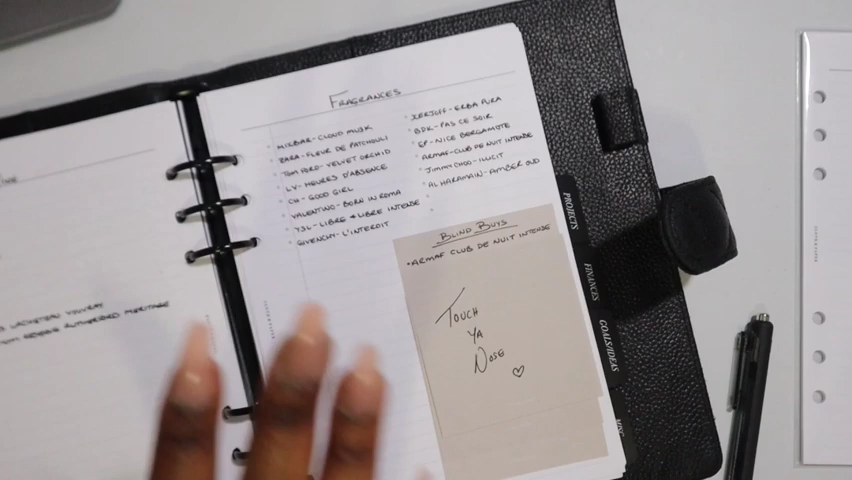 FRAGRANCES
MISBAR-CLOUD MUSK
ZARA-FLEUR DE PATCHOULI
TOM FORD-VELVET ORCHID
LV-HEURES D'ABSENCE
CH-GOOD GIRL
VALENTINO-BORN IN ROMA
YSL-LIBRE & LIBRE INTENSE
GIVENCHY-L'INTERDIT
XERJOFF-ERBA PURA
BDK-PAS CE SOIR
EP-NICE BERGAMOTE
ARMAF-CLUB DE NUIT INTENSE
JIMMY CHOO-ILLICIT
AL HARAMAIN-AMBER OUD
BLIND BUYS
•ARMAF CLUB DE NUIT INTENSE
TOUCH
YA
NOSE
PROJECTS
FINANCES
GOALS/IDEAS
MISC